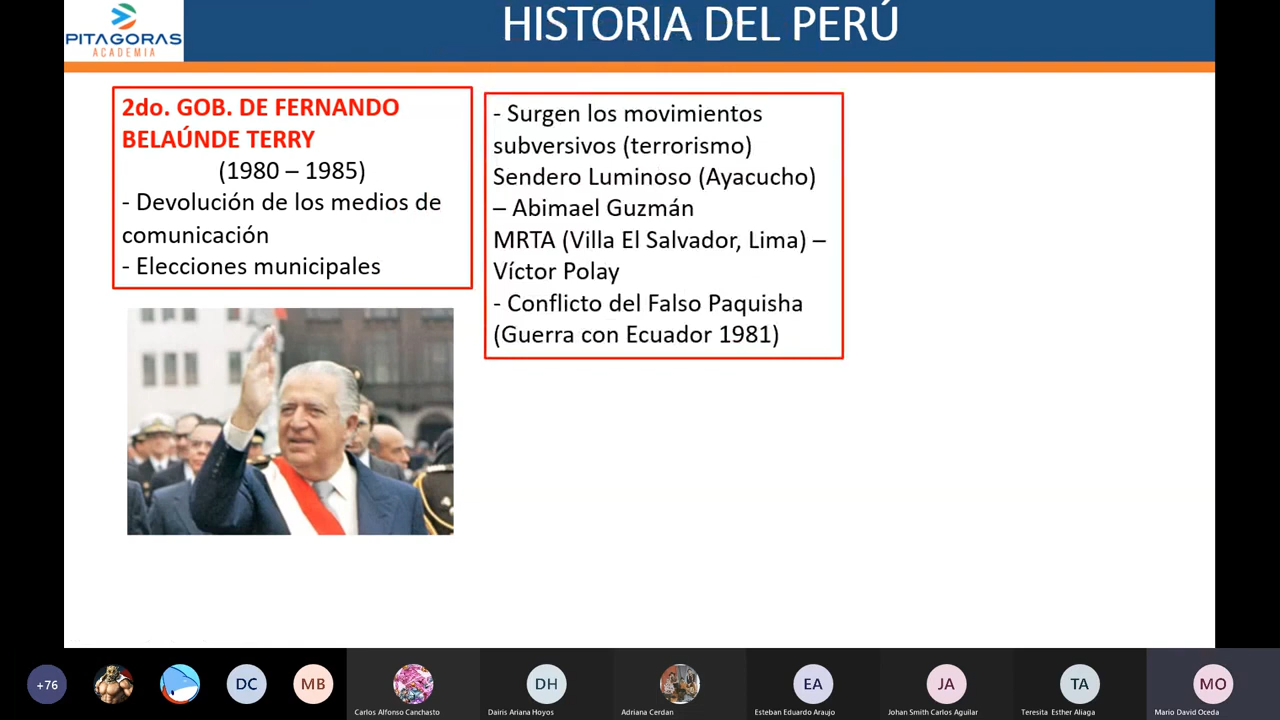 PITAGORAS
ACADEMIA
HISTORIA DEL PERÚ
2do. GOB. DE FERNANDO
BELAÚNDE TERRY
(1980 – 1985)
- Devolución de los medios de
comunicación
- Elecciones municipales
- Surgen los movimientos
subversivos (terrorismo)
Sendero Luminoso (Ayacucho)
– Abimael Guzmán
MRTA (Villa El Salvador, Lima) –
Víctor Polay
- Conflicto del Falso Paquisha
(Guerra con Ecuador 1981)
+76
DC
MB
DH
EA
JA
TA
MO
Carlos Alfonso Canchasto
Dairis Ariana Hoyos
Adriana Cerdan
Esteban Eduardo Araujo
Johan Smith Carlos Aguilar
Teresita Esther Aliaga
Mario David Oceda